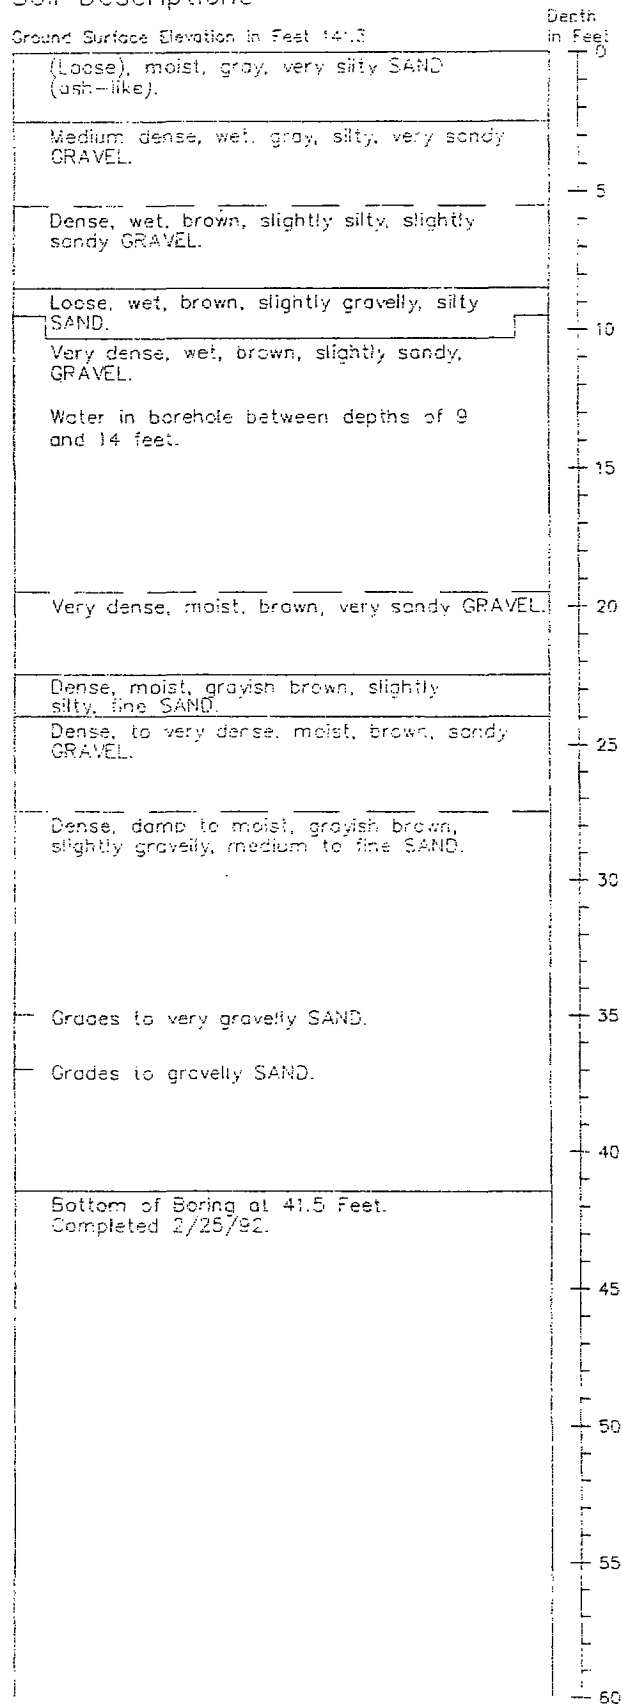 Soil Descriptions
Ground Surface Elevation in Feet 141.3
Depth
in Feet
0
(Loose), moist, gray, very silty SAND
(ash-like).
Medium dense, wet, gray, silty, very sandy
GRAVEL.
5
Dense, wet, brown, slightly silty, slightly
sandy GRAVEL.
Loose, wet, brown, slightly gravelly, silty
SAND.
10
Very dense, wet, brown, slightly sandy,
GRAVEL.
Water in borehole between depths of 9
and 14 feet.
15
Very dense, moist, brown, very sandy GRAVEL.
20
Dense, moist, grayish brown, slightly
silty, fine SAND.
Dense, to very dense, moist, brown, sandy
GRAVEL.
25
Dense, damp to moist, grayish brown,
slightly gravelly, medium to fine SAND.
30
Grades to very gravelly SAND.
35
Grades to gravelly SAND.
40
Bottom of Boring at 41.5 Feet.
Completed 2/25/92.
45
50
55
60